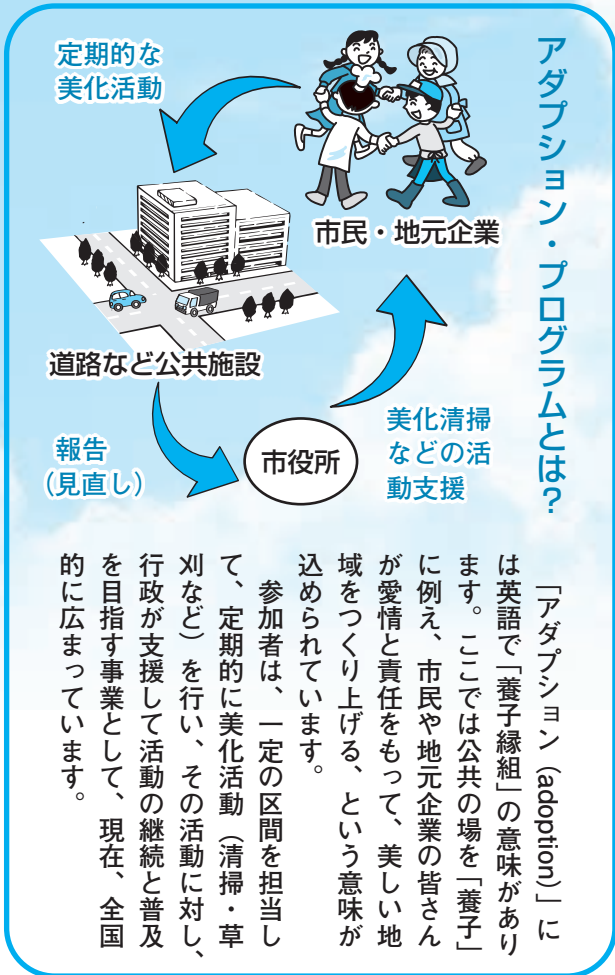 アダプション・プログラムとは？
定期的な
美化活動
市民・地元企業
道路など公共施設
報告
(見直し)
市役所
美化清掃
などの活
動支援
「アダプション（adoption）」に
は英語で「養子縁組」の意味があり
ます。ここでは公共の場を「養子」
に例え、市民や地元企業の皆さん
が愛情と責任をもって、美しい地
域をつくり上げる、という意味が
込められています。
参加者は、一定の区間を担当し
て、定期的に美化活動（清掃・草
刈など）を行い、その活動に対し、
行政が支援して活動の継続と普及
を目指す事業として、現在、全国
的に広まっています。